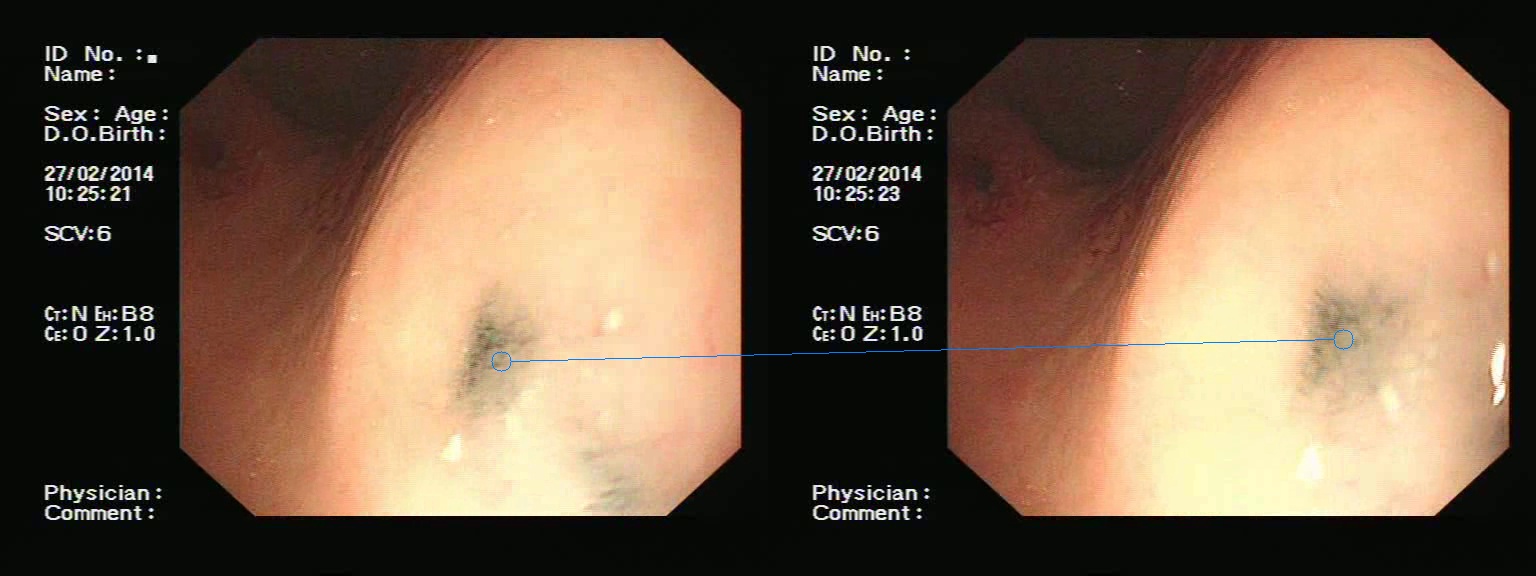 ID No. :
Name:
Sex: Age:
D.O.Birth:
27/02/2014
10:25:21
SCV:6
CT:N EH:B8
CE:0 Z:1.0
Physician:
Comment:
ID No. :
Name:
Sex: Age:
D.O.Birth:
27/02/2014
10:25:23
SCV:6
CT:N EH:B8
CE:0 Z:1.0
Physician:
Comment: